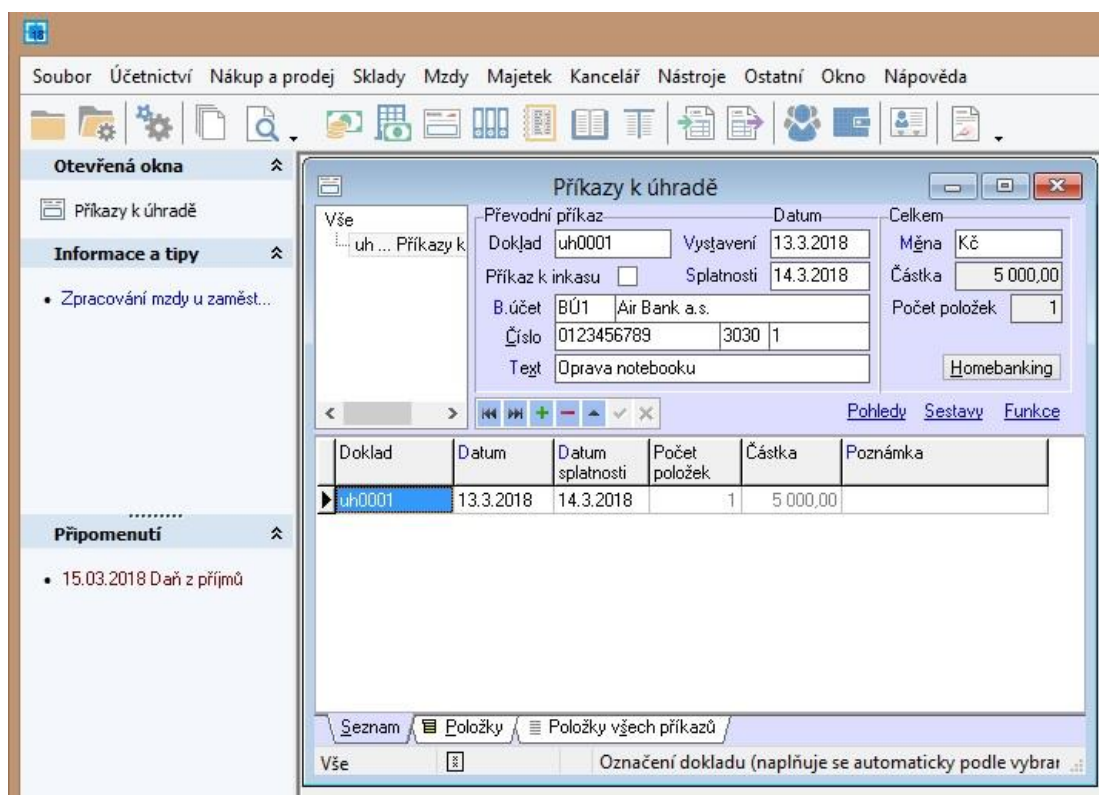 18
Soubor Účetnictví Nákup a prodej Sklady Mzdy Majetek Kancelář Nástroje Ostatní Okno Nápověda
Otevřená okna
Příkazy k úhradě
Informace a tipy
Zpracování mzdy u zaměst...
Připomenutí
15.03.2018 Daň z příjmů
Příkazy k úhradě
Vše
uh ... Příkazy k
Převodní příkaz Datum
Doklad uh0001 Vystavení 13.3.2018
Příkaz k inkasu Splatnosti 14.3.2018
B.účet BÚ1 Air Bank a.s.
Číslo 0123456789 3030 1
Text Oprava notebooku
Celkem
Měna Kč
Částka 5 000,00
Počet položek 1
Homebanking
Pohledy Sestavy Funkce
Doklad Datum Datum splatnosti Počet položek Částka Poznámka
uh0001 13.3.2018 14.3.2018 1 5 000,00
Seznam Položky Položky všech příkazů
Vše Označení dokladu (naplňuje se automaticky podle vybrar